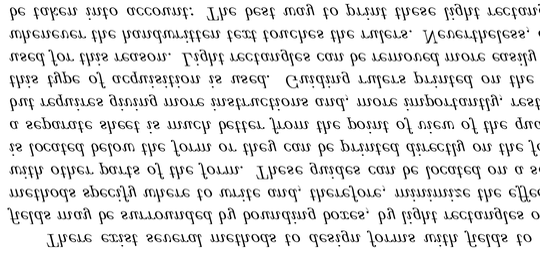 There exist several methods to design forms with fields to
fields may be surrounded by bounding boxes, by light rectangles o
methods specify where to write and, therefore, minimize the effe
with other parts of the form. These guides can be located on a s
is located below the form or they can be printed directly on the fo
a separate sheet is much better from the point of view of the qua
but requires giving more instructions and, more importantly, rest
this type of acquisition is used. Guiding rulers printed on the
used for this reason. Light rectangles can be removed more easily
whenever the handwritten text touches the rulers. Nevertheless,
be taken into account: The best way to print these light rectang